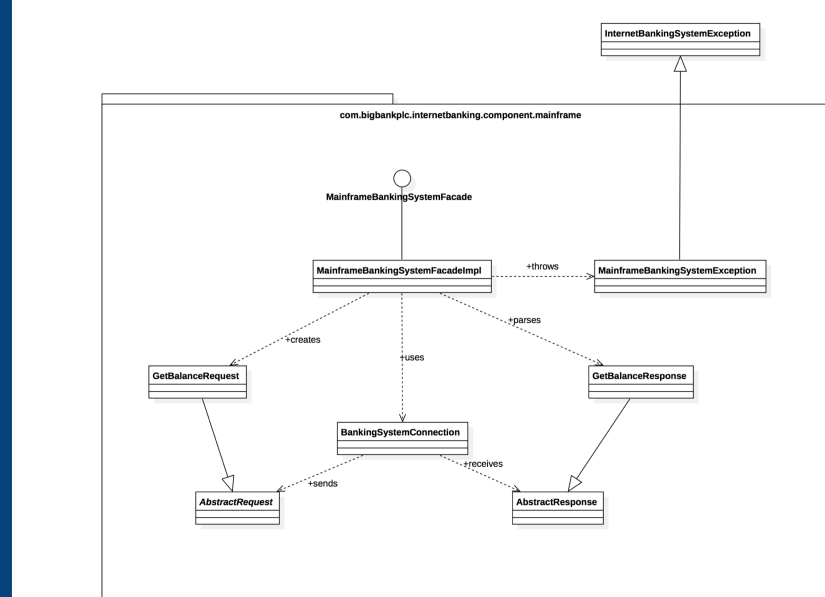 InternetBankingSystemException
com.bigbankplc.internetbanking.component.mainframe
MainframeBankingSystemFacade
MainframeBankingSystemFacadeImpl
+throws
MainframeBankingSystemException
+creates
+uses
+parses
GetBalanceRequest
GetBalanceResponse
BankingSystemConnection
+sends
+receives
AbstractRequest
AbstractResponse